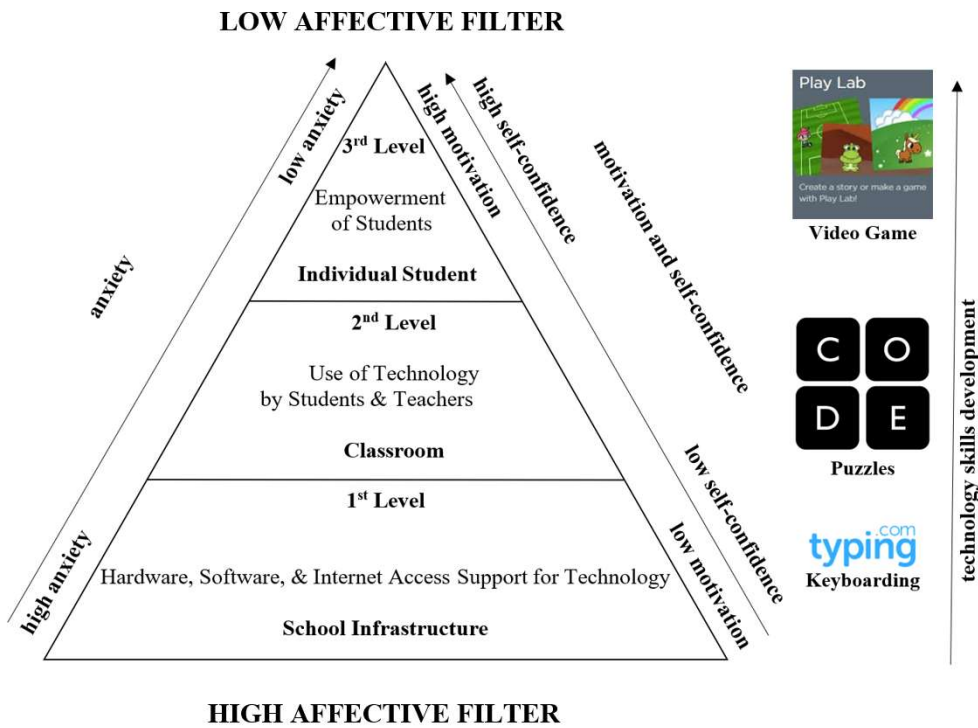 LOW AFFECTIVE FILTER
low anxiety
anxiety
high anxiety
3rd Level
Empowerment
of Students
Individual Student
2nd Level
Use of Technology
by Students & Teachers
Classroom
1st Level
Hardware, Software, & Internet Access Support for Technology
School Infrastructure
high motivation
low motivation
high self-confidence
low self-confidence
motivation and self-confidence
Play Lab
Create a story or make a game
with Play Lab!
Video Game
C O
D E
Puzzles
typing.com
Keyboarding
technology skills development
HIGH AFFECTIVE FILTER